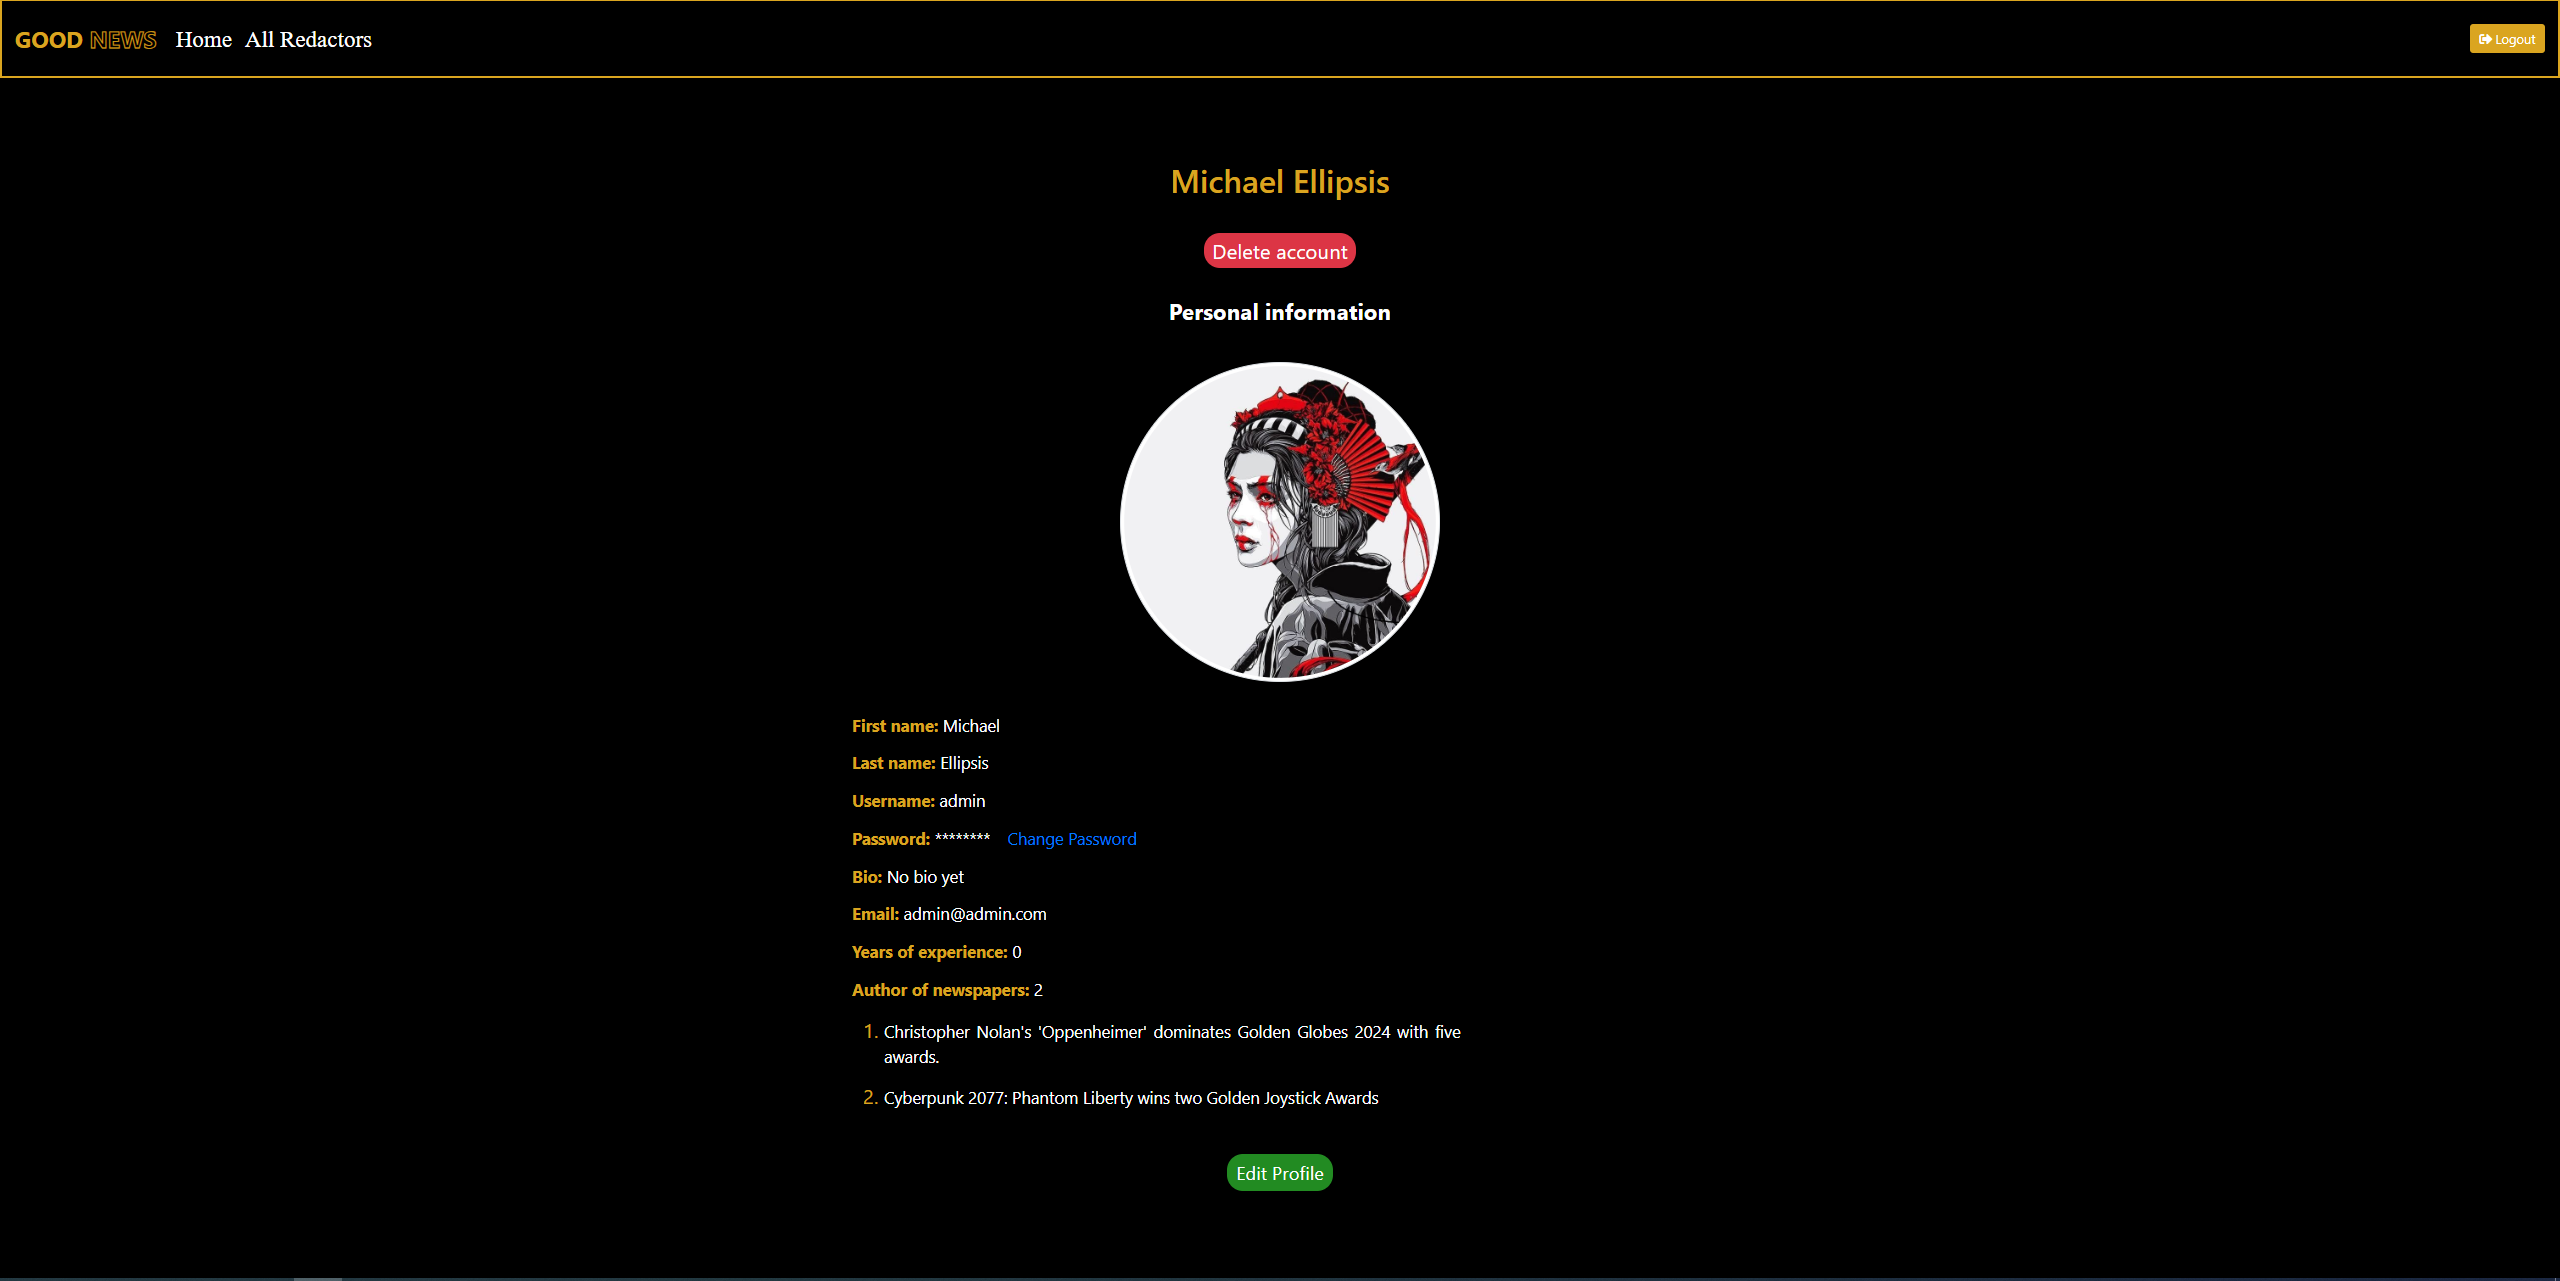 GOOD NEWS Home All Redactors Logout
Michael Ellipsis
Delete account
Personal information
First name: Michael
Last name: Ellipsis
Username: admin
Password: ******** Change Password
Bio: No bio yet
Email: admin@admin.com
Years of experience: 0
Author of newspapers: 2
1. Christopher Nolan's 'Oppenheimer' dominates Golden Globes 2024 with five
awards.
2. Cyberpunk 2077: Phantom Liberty wins two Golden Joystick Awards
Edit Profile